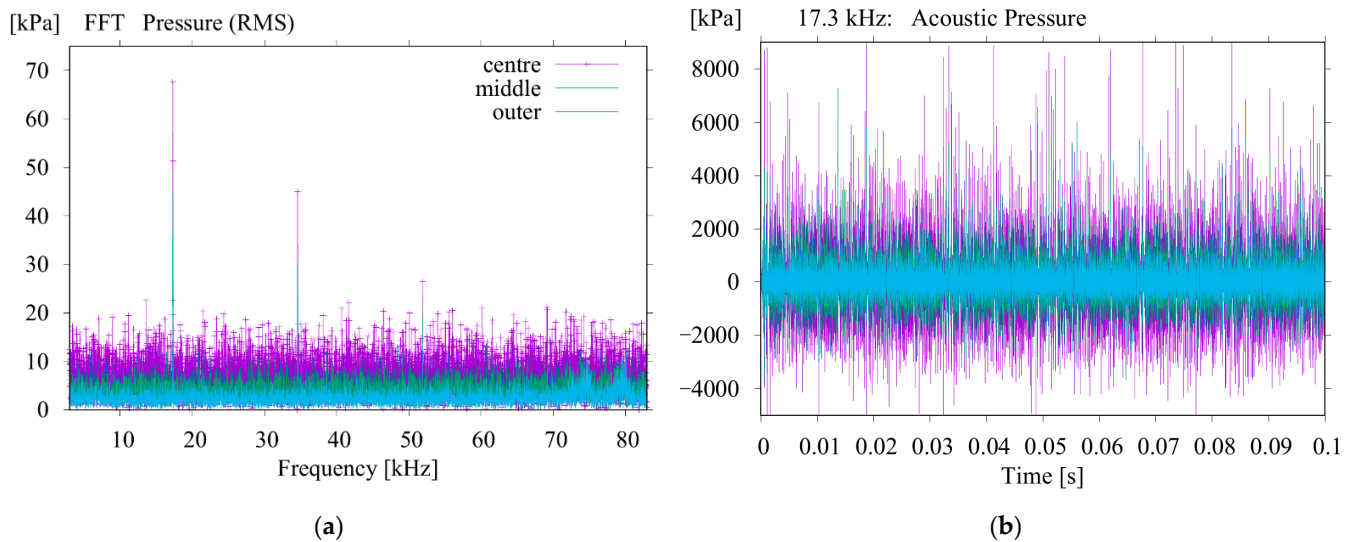 [kPa] FFT Pressure (RMS)
centre
middle
outer
70
60
50
40
30
20
10
0
10 20 30 40 50 60 70 80
Frequency [kHz]
(a)
[kPa] 17.3 kHz: Acoustic Pressure
8000
6000
4000
2000
0
−2000
−4000
0 0.01 0.02 0.03 0.04 0.05 0.06 0.07 0.08 0.09 0.1
Time [s]
(b)